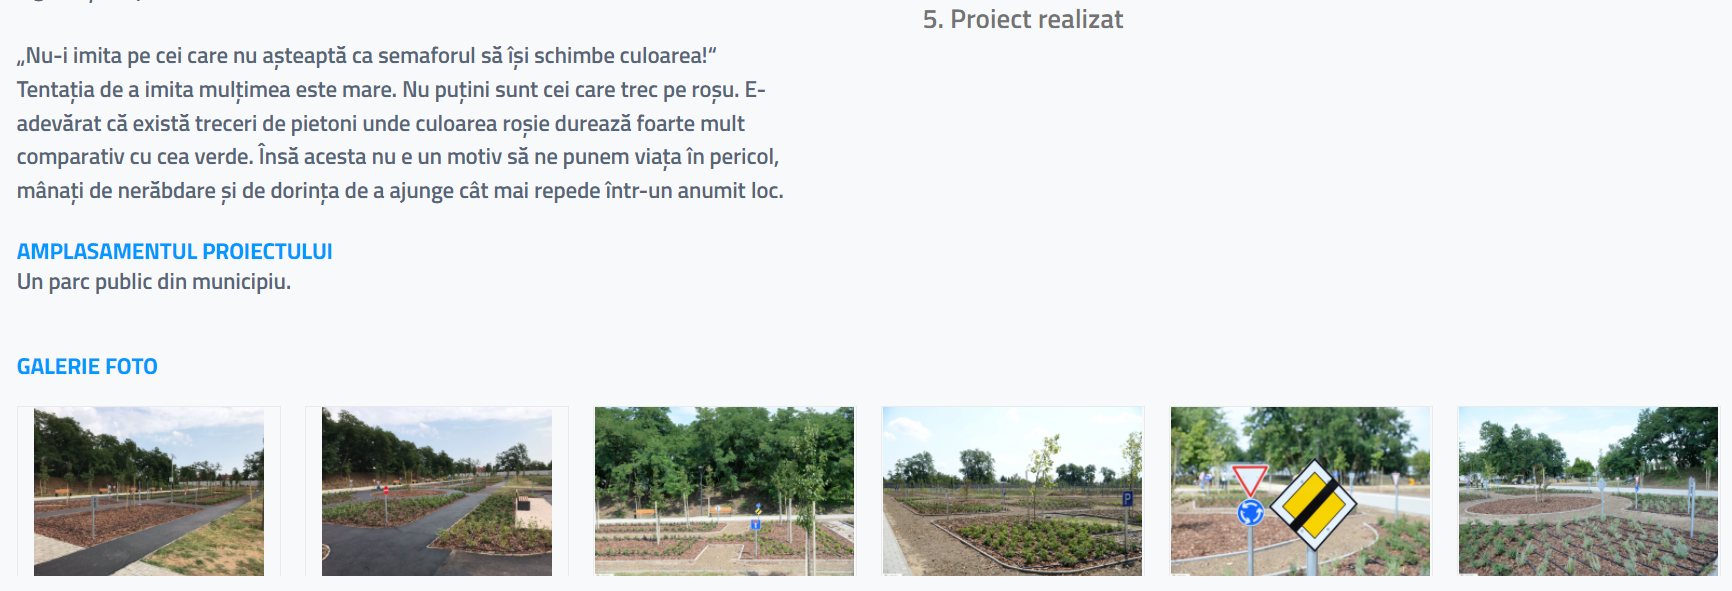 „Nu-i imita pe cei care nu așteaptă ca semaforul să își schimbe culoarea!“
Tentația de a imita mulțimea este mare. Nu puțini sunt cei care trec pe roșu. E-
adevărat că există treceri de pietoni unde culoarea roșie durează foarte mult
comparativ cu cea verde. Însă acesta nu e un motiv să ne punem viața în pericol,
mânați de nerăbdare și de dorința de a ajunge cât mai repede într-un anumit loc.
AMPLASAMENTUL PROIECTULUI
Un parc public din municipiu.
5. Proiect realizat
GALERIE FOTO
P